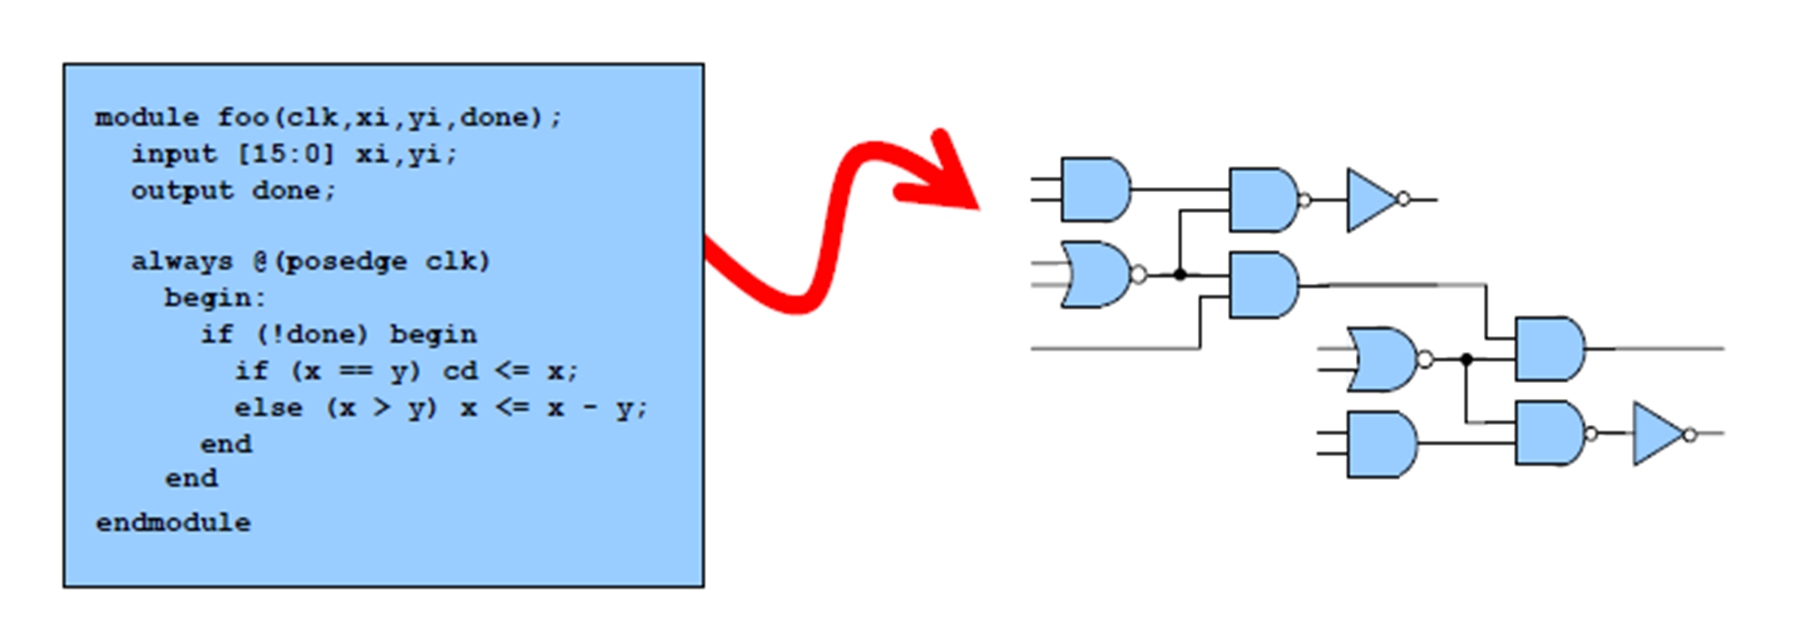 module foo(clk,xi,yi,done);
input [15:0] xi,yi;
output done;
always @(posedge clk)
begin:
if (!done) begin
if (x == y) cd <= x;
else (x > y) x <= x - y;
end
end
endmodule